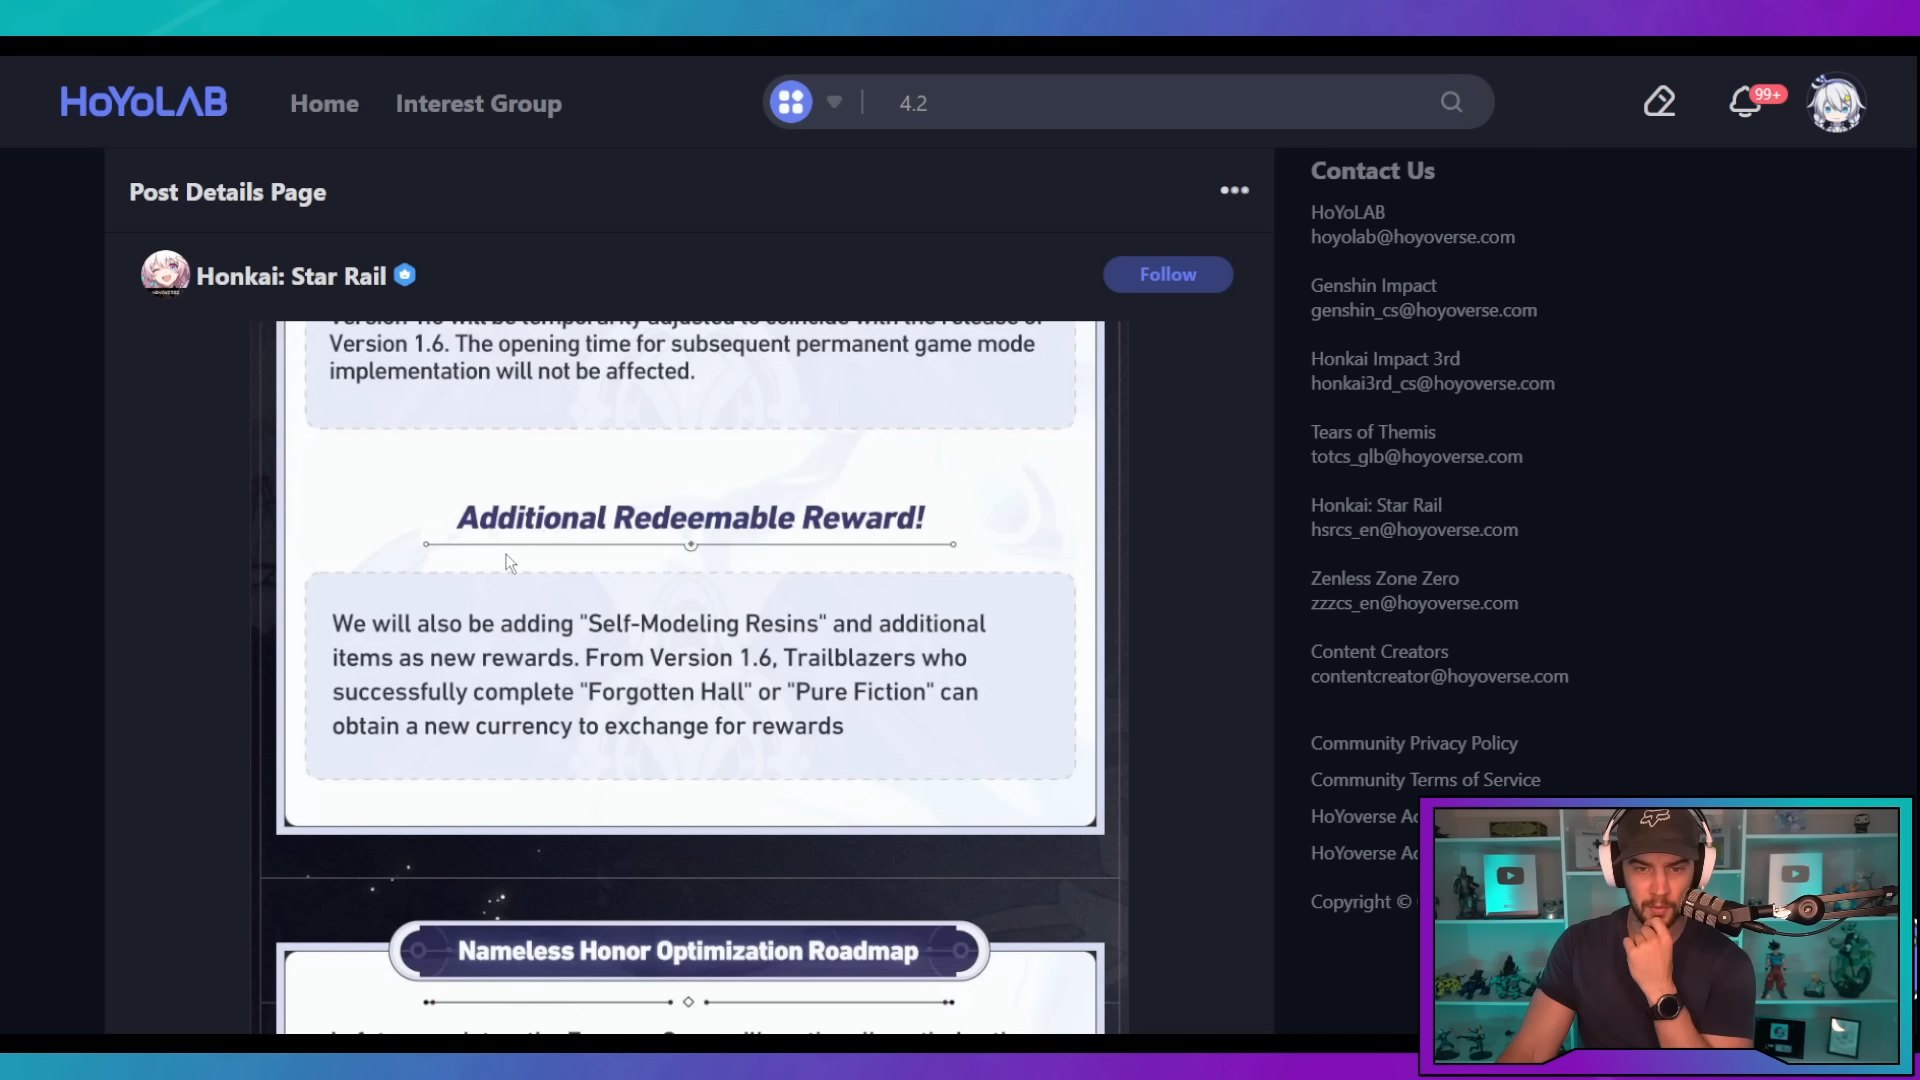 HoYoLAB
Home
Interest Group
4.2
99+
Post Details Page
Honkai: Star Rail
Follow
Version 1.6. The opening time for subsequent permanent game mode
implementation will not be affected.
Additional Redeemable Reward!
We will also be adding "Self-Modeling Resins" and additional
items as new rewards. From Version 1.6, Trailblazers who
successfully complete "Forgotten Hall" or "Pure Fiction" can
obtain a new currency to exchange for rewards
Nameless Honor Optimization Roadmap
Contact Us
HoYoLAB
hoyolab@hoyoverse.com
Genshin Impact
genshin_cs@hoyoverse.com
Honkai Impact 3rd
honkai3rd_cs@hoyoverse.com
Tears of Themis
totcs_glb@hoyoverse.com
Honkai: Star Rail
hsrcs_en@hoyoverse.com
Zenless Zone Zero
zzzcs_en@hoyoverse.com
Content Creators
contentcreator@hoyoverse.com
Community Privacy Policy
Community Terms of Service
HoYoverse Ac
HoYoverse Ac
Copyright ©